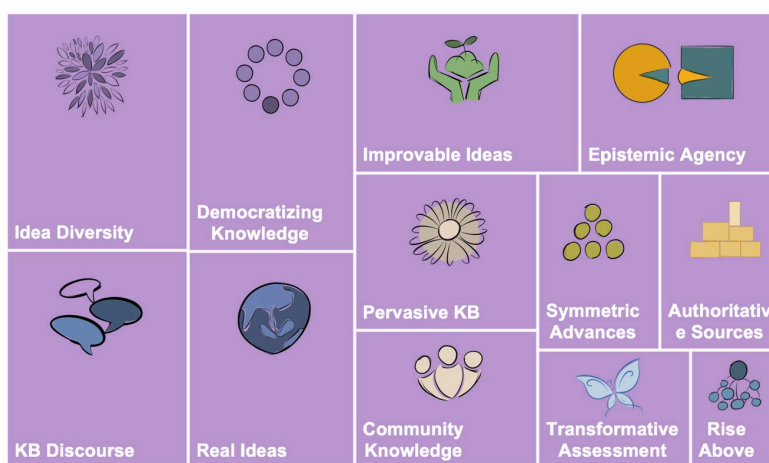 Idea Diversity
Democratizing
Knowledge
Improvable Ideas
Epistemic Agency
Pervasive KB
Symmetric
Advances
Authoritativ
e Sources
KB Discourse
Real Ideas
Community
Knowledge
Transformative
Assessment
Rise
Above